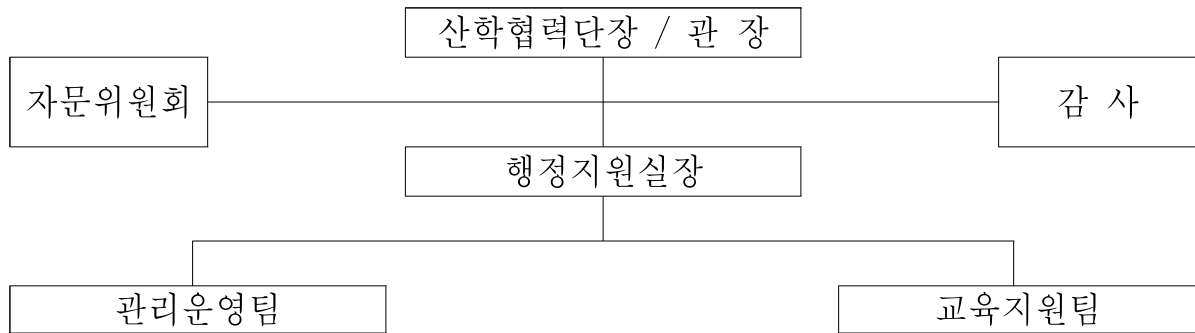 산학협력단장 / 관 장
자문위원회
감 사
행정지원실장
관리운영팀
교육지원팀